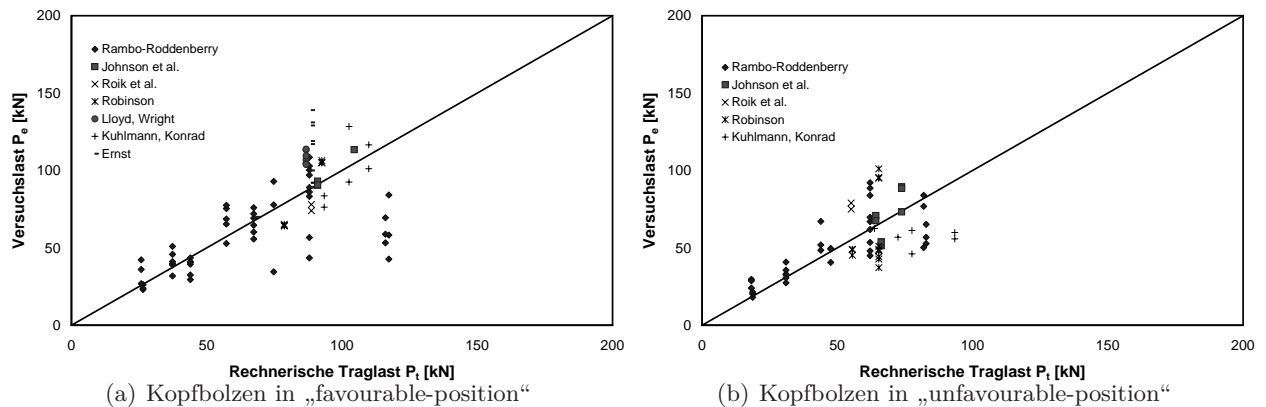 200
150
100
50
0
Versuchslast Pe [kN]
Rambo-Roddenberry
Johnson et al.
Roik et al.
Robinson
Lloyd, Wright
Kuhlmann, Konrad
Ernst
0 50 100 150 200
Rechnerische Traglast Pt [kN]
(a) Kopfbolzen in „favourable-position“
200
150
100
50
0
Versuchslast Pe [kN]
Rambo-Roddenberry
Johnson et al.
Roik et al.
Robinson
Kuhlmann, Konrad
0 50 100 150 200
Rechnerische Traglast Pt [kN]
(b) Kopfbolzen in „unfavourable-position“